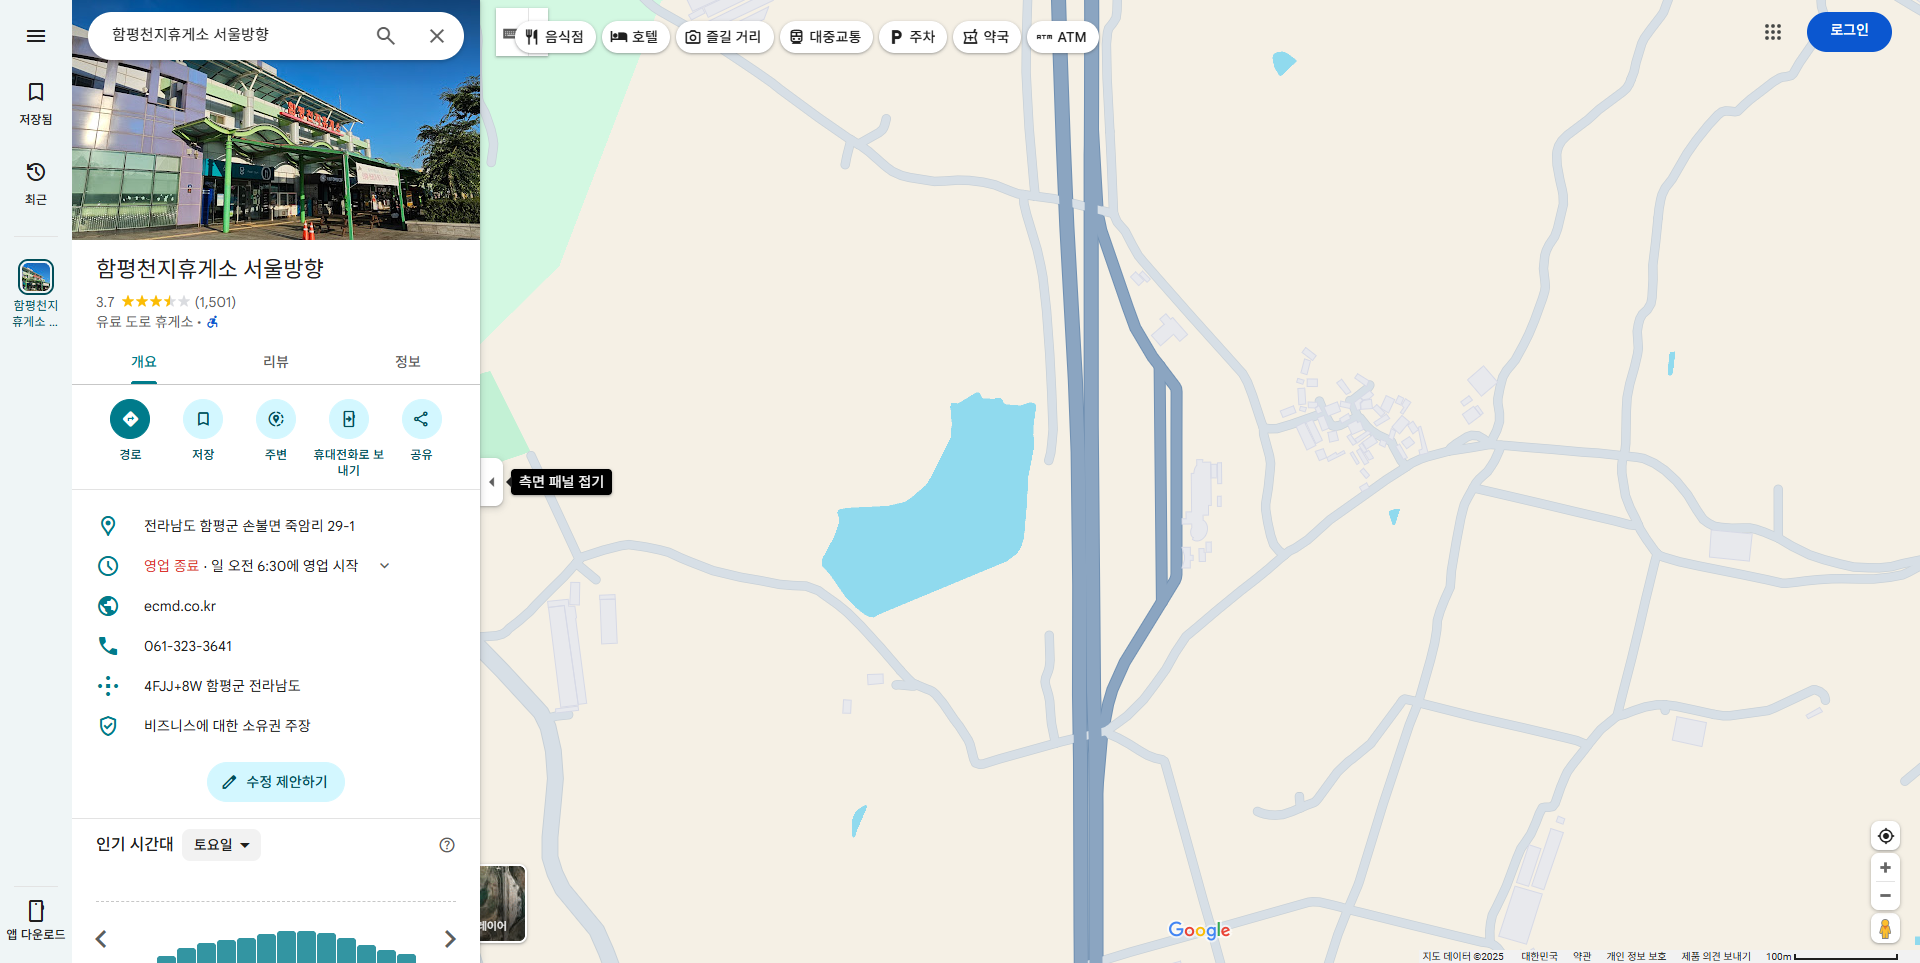 함평천지휴게소 서울방향
음식점
호텔
즐길 거리
대중교통
주차
약국
ATM
로그인
저장됨
최근
함평천지
휴게소 ...
함평천지휴게소
함평천지휴게소 서울방향
3.7 (1,501)
유료 도로 휴게소 ·
개요
리뷰
정보
경로
저장
주변
휴대전화로 보
내기
공유
측면 패널 접기
전라남도 함평군 손불면 죽암리 29-1
영업 종료 · 일 오전 6:30에 영업 시작
ecmd.co.kr
061-323-3641
4FJJ+8W 함평군 전라남도
비즈니스에 대한 소유권 주장
수정 제안하기
인기 시간대
토요일
앱 다운로드
레이어
Google
지도 데이터 ©2025
대한민국
약관
개인 정보 보호
제품 의견 보내기
100m